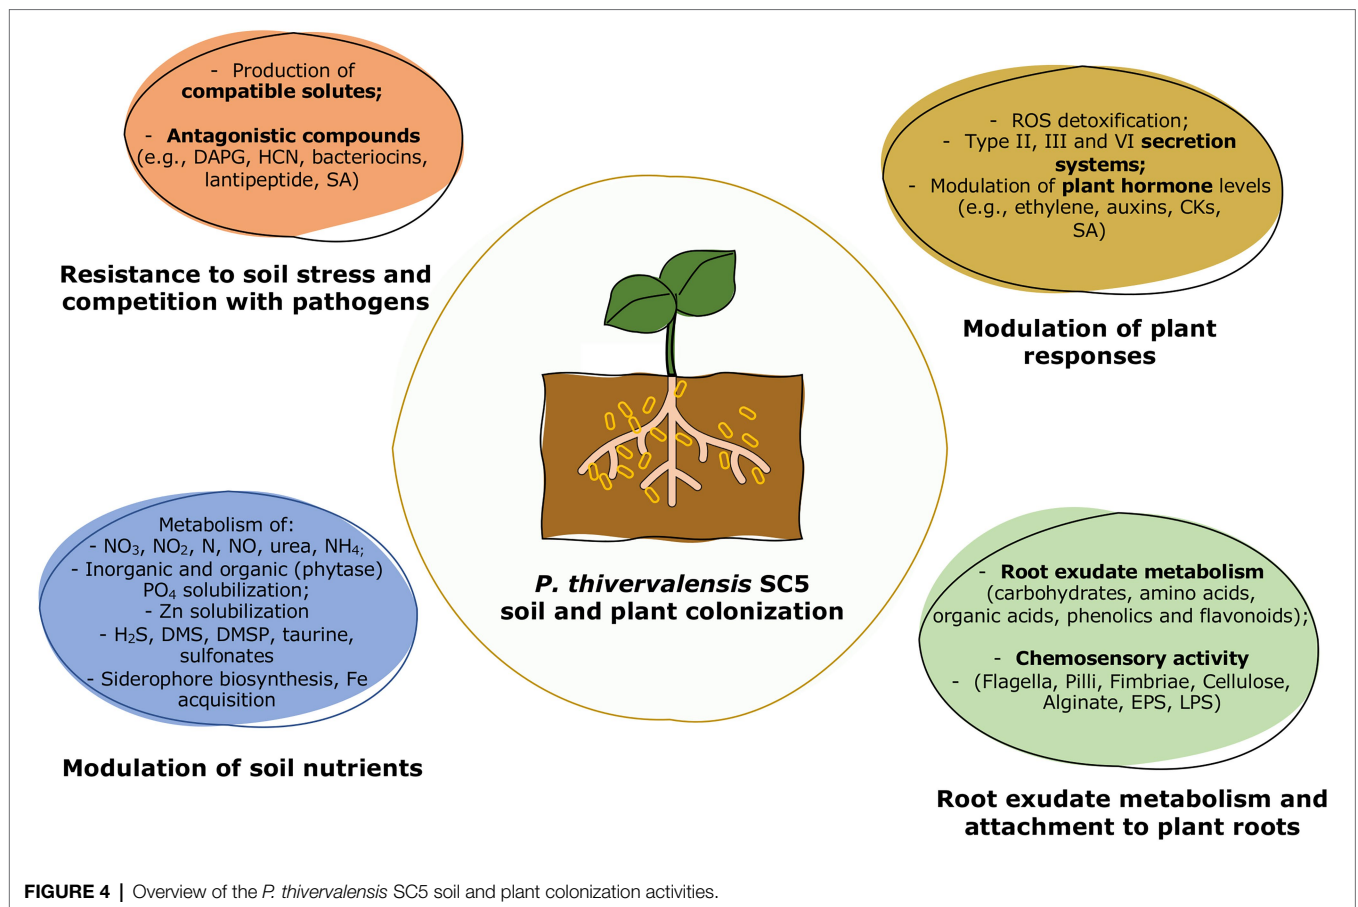 - Production of
compatible solutes;
- Antagonistic compounds
(e.g., DAPG, HCN, bacteriocins,
lantipeptide, SA)
Resistance to soil stress and
competition with pathogens
- ROS detoxification;
- Type II, III and VI secretion
systems;
- Modulation of plant hormone levels
(e.g., ethylene, auxins, CKs,
SA)
Modulation of plant
responses
Metabolism of:
- NO₃, NO₂, N, NO, urea, NH₄;
- Inorganic and organic (phytase)
PO₄ solubilization;
- Zn solubilization
- H₂S, DMS, DMSP, taurine,
sulfonates
- Siderophore biosynthesis, Fe
acquisition
Modulation of soil nutrients
P. thivervalensis SC5
soil and plant colonization
- Root exudate metabolism
(carbohydrates, amino acids,
organic acids, phenolics and flavonoids);
- Chemosensory activity
- (Flagella, Pilli, Fimbriae, Cellulose,
Alginate, EPS, LPS)
Root exudate metabolism and
attachment to plant roots
FIGURE 4 | Overview of the P. thivervalensis SC5 soil and plant colonization activities.